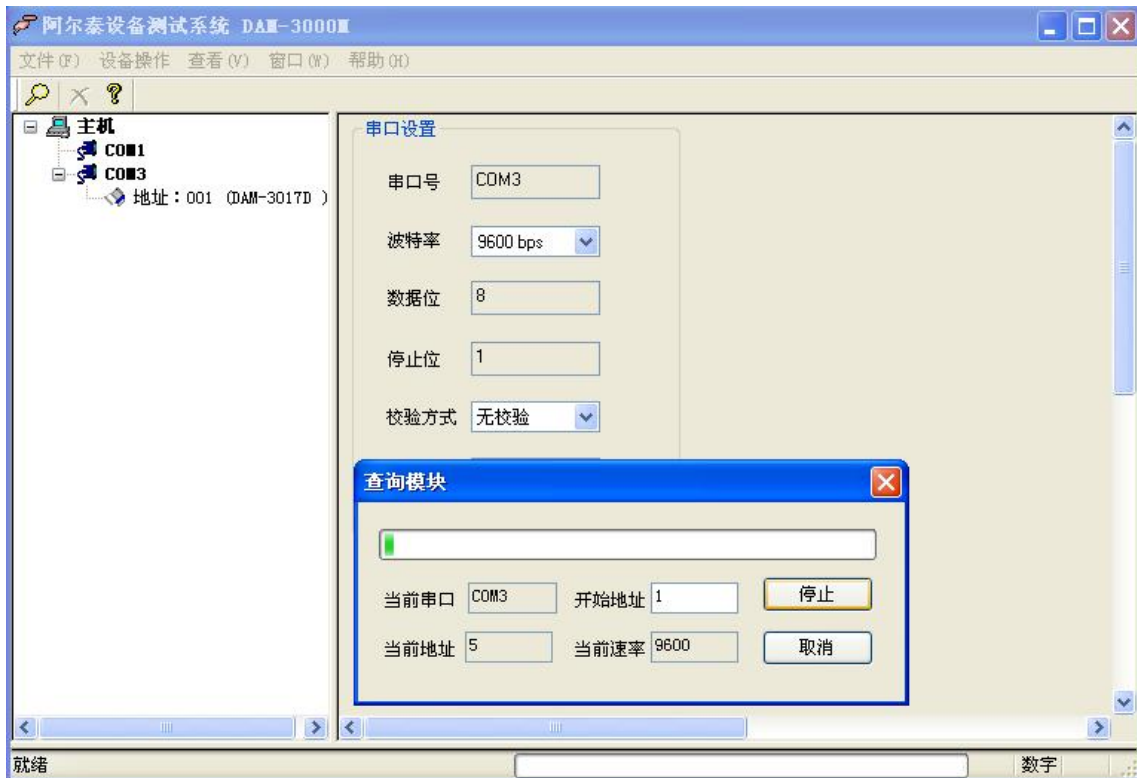 阿尔泰设备测试系统 DAM-3000M
文件(F) 设备操作 查看(V) 窗口(W) 帮助(H)
主机
COM1
COM3
地址：001 (DAM-3017D )
串口设置
串口号 COM3
波特率 9600 bps
数据位 8
停止位 1
校验方式 无校验
查询模块
当前串口 COM3 开始地址 1 停止
当前地址 5 当前速率 9600 取消
就绪 数字